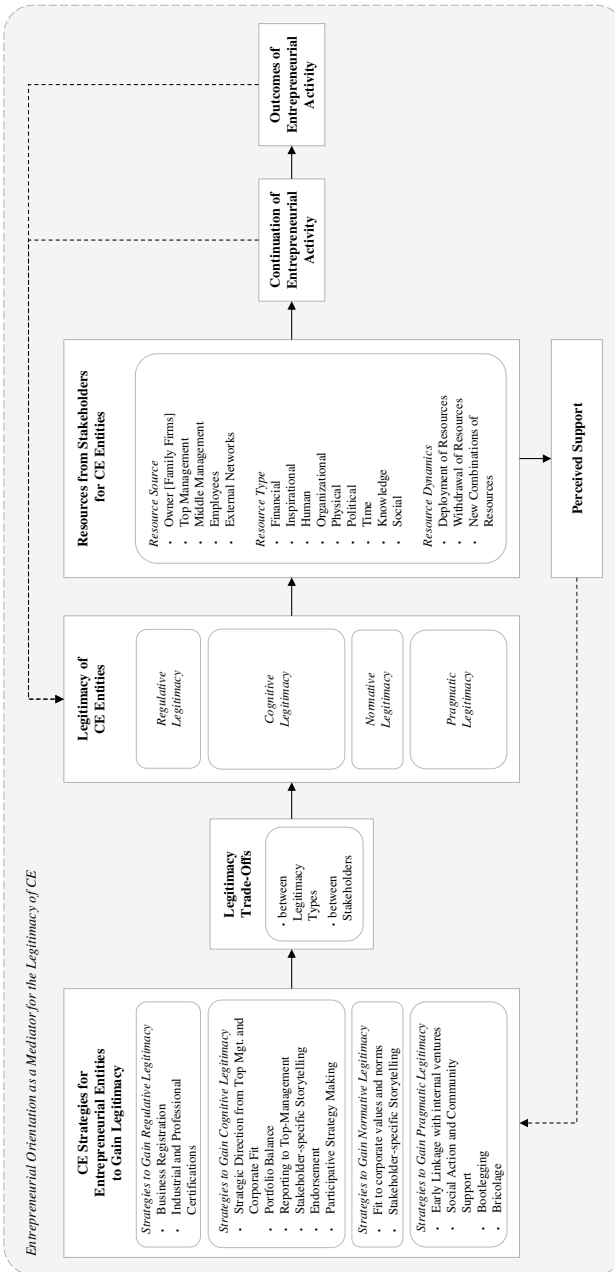 Entrepreneurial Orientation as a Mediator for the Legitimacy of CE
CE Strategies for
Entrepreneurial Entities
to Gain Legitimacy
Strategies to Gain Regulative Legitimacy
• Business Registration
• Industrial and Professional
Certifications
Strategies to Gain Cognitive Legitimacy
• Strategic Direction from Top Mgt. and
Corporate Fit
• Portfolio Balance
• Reporting to Top-Management
• Stakeholder-specific Storytelling
• Endorsement
• Participative Strategy Making
Strategies to Gain Normative Legitimacy
• Fit to corporate values and norms
• Stakeholder-specific Storytelling
Strategies to Gain Pragmatic Legitimacy
• Early Linkage with internal ventures
• Social Action and Community
Support
• Bootlegging
• Bricolage
Legitimacy
Trade-Offs
• between
Legitimacy
Types
• between
Stakeholders
Legitimacy of
CE Entities
Regulative
Legitimacy
Cognitive
Legitimacy
Normative
Legitimacy
Pragmatic
Legitimacy
Resources from Stakeholders
for CE Entities
Resource Source
• Owner [Family Firms]
• Top Management
• Middle Management
• Employees
• External Networks
Resource Type
• Financial
• Inspirational
• Human
• Organizational
• Physical
• Political
• Time
• Knowledge
• Social
Resource Dynamics
• Deployment of Resources
• Withdrawal of Resources
• New Combinations of
Resources
Perceived Support
Continuation of
Entrepreneurial
Activity
Outcomes of
Entrepreneurial
Activity